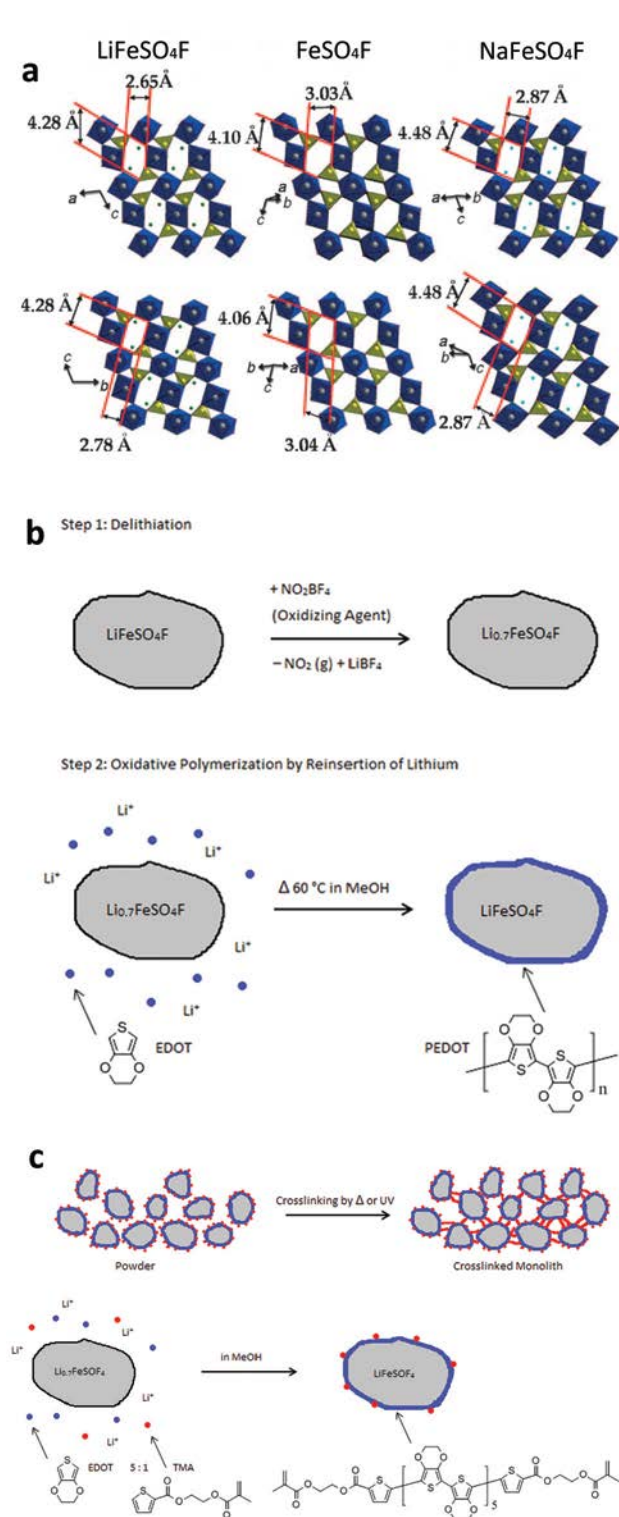 LiFeSO₄F FeSO₄F NaFeSO₄F
a
2.65Å 3.03Å 2.87 Å
4.28 Å 4.10 Å 4.48 Å
a c
a b c
a b c
4.28 Å 4.06 Å 4.48 Å
c b
b a c
a b c
2.78 Å 3.04 Å 2.87 Å
b
Step 1: Delithiation
+ NO₂BF₄
(Oxidizing Agent)
LiFeSO₄F Li₀.₇FeSO₄F
− NO₂ (g) + LiBF₄
Step 2: Oxidative Polymerization by Reinsertion of Lithium
Li⁺
Li⁺
Li⁺
Δ 60 °C in MeOH
Li₀.₇FeSO₄F LiFeSO₄F
Li⁺
Li⁺
S EDOT O O
PEDOT O O S S O O n
c
Crosslinking by Δ or UV
Powder Crosslinked Monolith
Li⁺
Li⁺
Li⁺
in MeOH
Li₀.₇FeSOF₄ LiFeSOF₄
Li⁺
EDOT 5 : 1 TMA
S O O
S O O O O
O O O O S O O S S O O 5 S O O O O